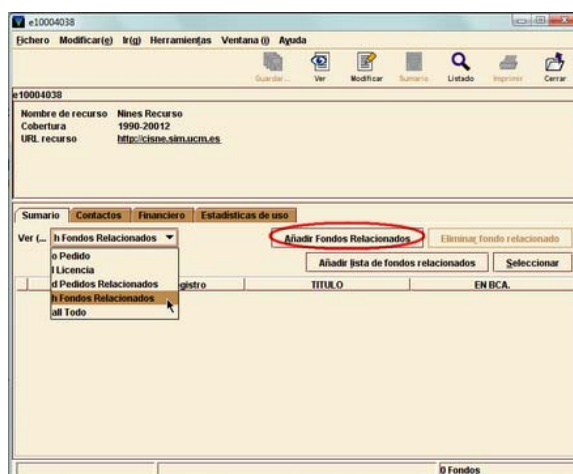 e10004038
Fichero Modificar(e) Ir(g) Herramientas Ventana (i) Ayuda
Guardar... Ver Modificar Sumario Listado Imprimir Cerrar
e10004038
Nombre de recurso Nines Recurso
Cobertura 1990-20012
URL recurso http://cisne.sim.ucm.es
Sumario Contactos Financiero Estadísticas de uso
Ver (... h Fondos Relacionados Añadir Fondos Relacionados Eliminar fondo relacionado
o Pedido
l Licencia
d Pedidos Relacionados
h Fondos Relacionados
all Todo
Añadir lista de fondos relacionados Seleccionar
gistro TITULO EN BCA.
0 Fondos